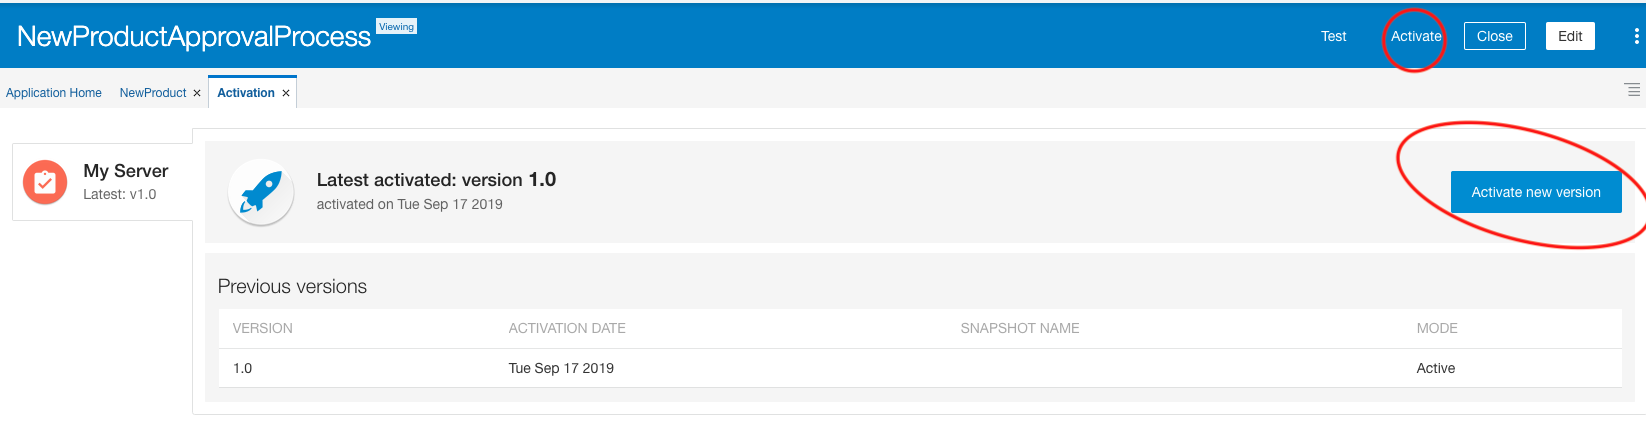 NewProductApprovalProcess Viewing Test Activate Close Edit
Application Home NewProduct × Activation ×
My Server
Latest: v1.0
Latest activated: version 1.0
activated on Tue Sep 17 2019
Activate new version
Previous versions
VERSION ACTIVATION DATE SNAPSHOT NAME MODE
1.0 Tue Sep 17 2019 Active